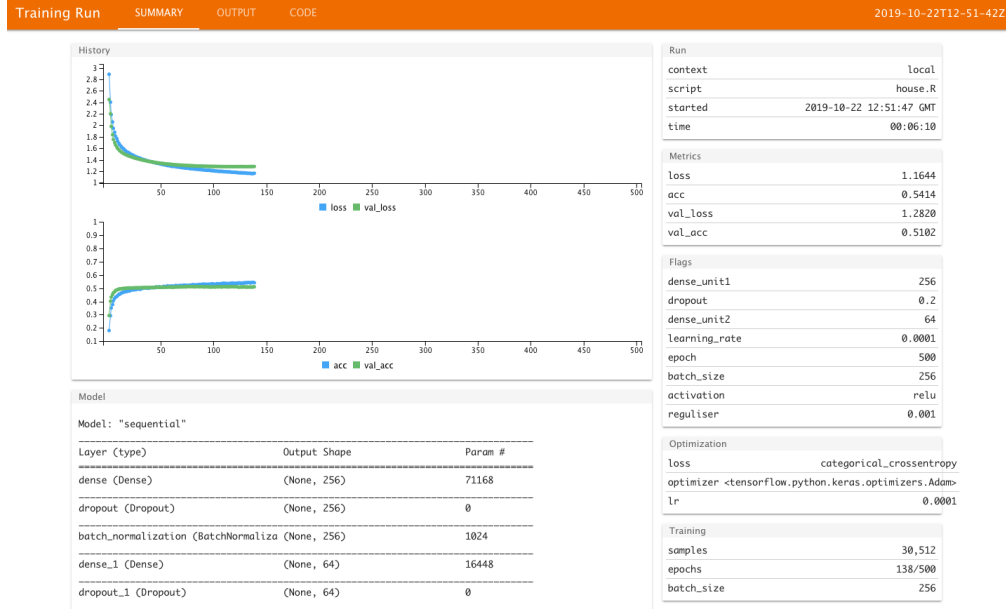 Training Run SUMMARY OUTPUT CODE 2019-10-22T12-51-42Z
History
3
2.8
2.6
2.4
2.2
2
1.8
1.6
1.4
1.2
1
50 100 150 200 250 300 350 400 450 500
loss val_loss
1
0.9
0.8
0.7
0.6
0.5
0.4
0.3
0.2
0.1
50 100 150 200 250 300 350 400 450 500
acc val_acc
Model
Model: "sequential"
Layer (type) Output Shape Param #
dense (Dense) (None, 256) 71168
dropout (Dropout) (None, 256) 0
batch_normalization (BatchNormaliza (None, 256) 1024
dense_1 (Dense) (None, 64) 16448
dropout_1 (Dropout) (None, 64) 0
Run
context local
script house.R
started 2019-10-22 12:51:47 GMT
time 00:06:10
Metrics
loss 1.1644
acc 0.5414
val_loss 1.2820
val_acc 0.5102
Flags
dense_unit1 256
dropout 0.2
dense_unit2 64
learning_rate 0.0001
epoch 500
batch_size 256
activation relu
reguliser 0.001
Optimization
loss categorical_crossentropy
optimizer <tensorflow.python.keras.optimizers.Adam>
lr 0.0001
Training
samples 30,512
epochs 138/500
batch_size 256